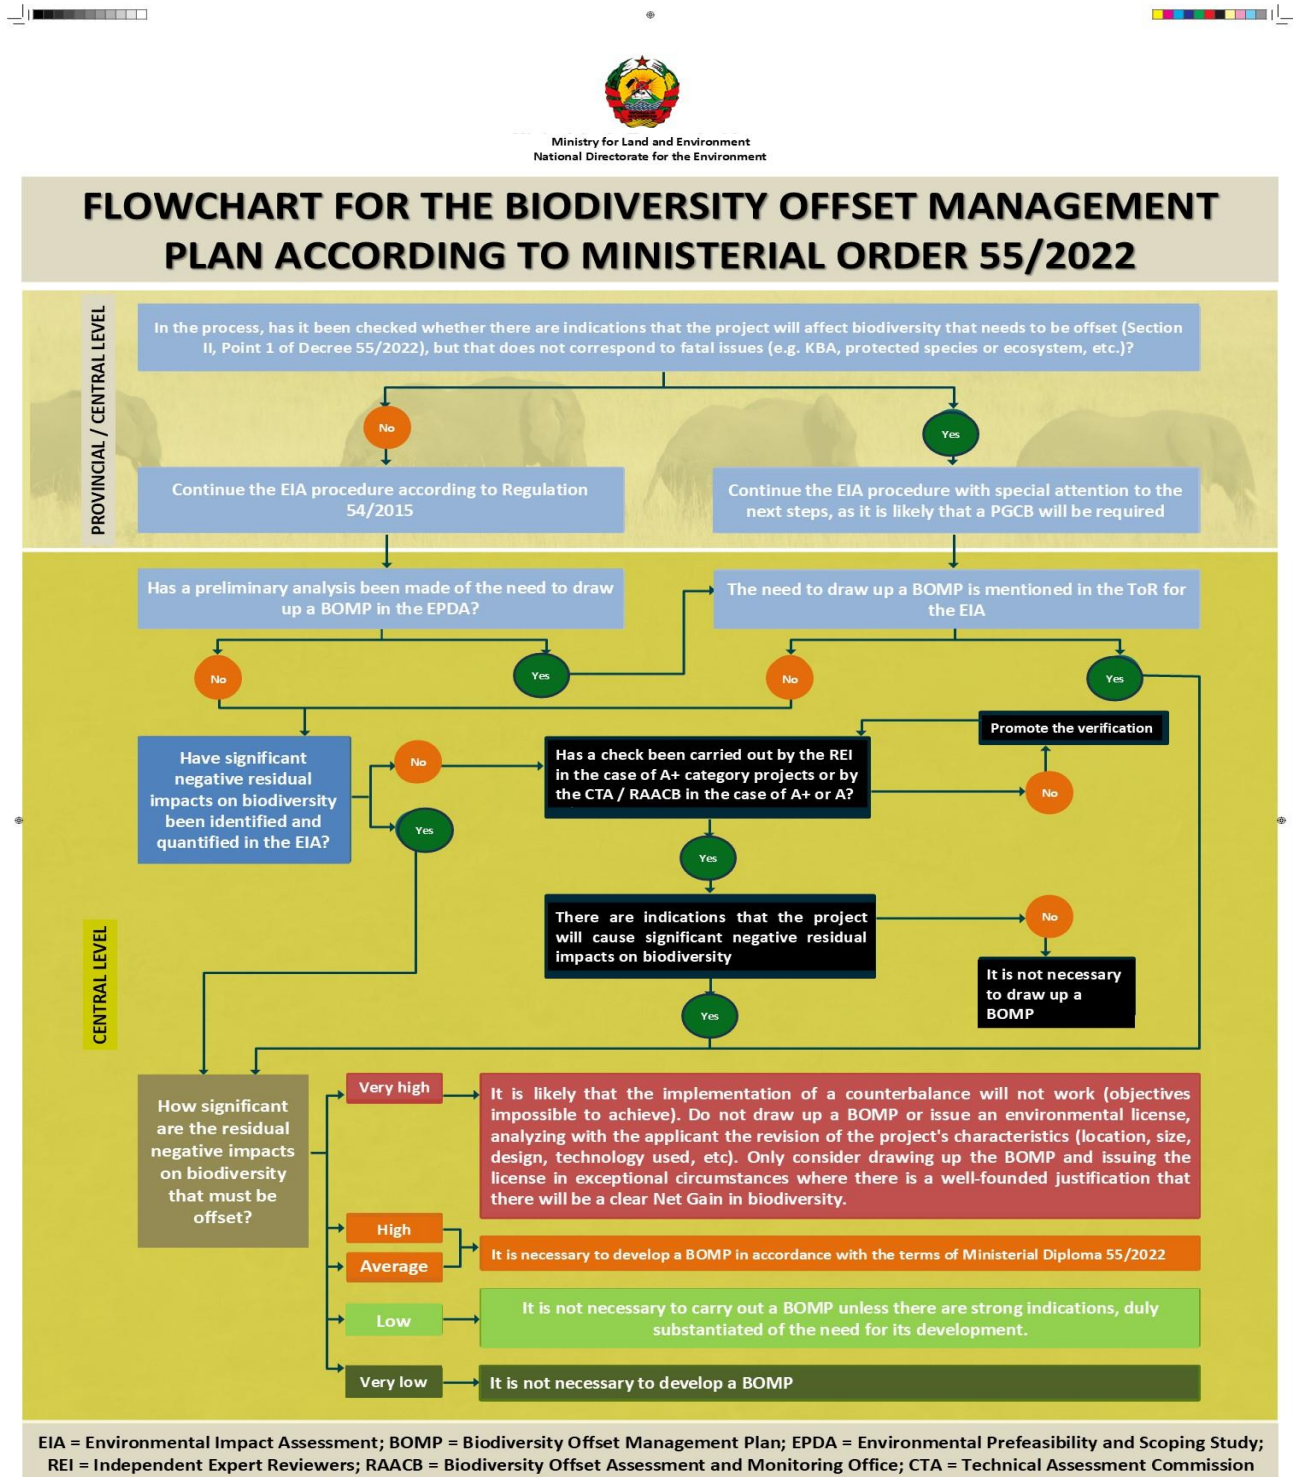 Ministry for Land and Environment
National Directorate for the Environment
FLOWCHART FOR THE BIODIVERSITY OFFSET MANAGEMENT
PLAN ACCORDING TO MINISTERIAL ORDER 55/2022
PROVINCIAL / CENTRAL LEVEL
In the process, has it been checked whether there are indications that the project will affect biodiversity that needs to be offset (Section
II, Point 1 of Decree 55/2022), but that does not correspond to fatal issues (e.g. KBA, protected species or ecosystem, etc.)?
No
Yes
Continue the EIA procedure according to Regulation
54/2015
Continue the EIA procedure with special attention to the
next steps, as it is likely that a PGCB will be required
CENTRAL LEVEL
Has a preliminary analysis been made of the need to draw
up a BOMP in the EPDA?
The need to draw up a BOMP is mentioned in the ToR for
the EIA
No
Yes
No
Yes
Have significant
negative residual
impacts on biodiversity
been identified and
quantified in the EIA?
No
Yes
Has a check been carried out by the REI
in the case of A+ category projects or by
the CTA / RAACB in the case of A+ or A?
Promote the verification
No
Yes
There are indications that the project
will cause significant negative residual
impacts on biodiversity
No
It is not necessary
to draw up a
BOMP
Yes
How significant
are the residual
negative impacts
on biodiversity
that must be
offset?
Very high
It is likely that the implementation of a counterbalance will not work (objectives
impossible to achieve). Do not draw up a BOMP or issue an environmental license,
analyzing with the applicant the revision of the project's characteristics (location, size,
design, technology used, etc). Only consider drawing up the BOMP and issuing the
license in exceptional circumstances where there is a well-founded justification that
there will be a clear Net Gain in biodiversity.
High
Average
It is necessary to develop a BOMP in accordance with the terms of Ministerial Diploma 55/2022
Low
It is not necessary to carry out a BOMP unless there are strong indications, duly
substantiated of the need for its development.
Very low
It is not necessary to develop a BOMP
EIA = Environmental Impact Assessment; BOMP = Biodiversity Offset Management Plan; EPDA = Environmental Prefeasibility and Scoping Study;
REI = Independent Expert Reviewers; RAACB = Biodiversity Offset Assessment and Monitoring Office; CTA = Technical Assessment Commission